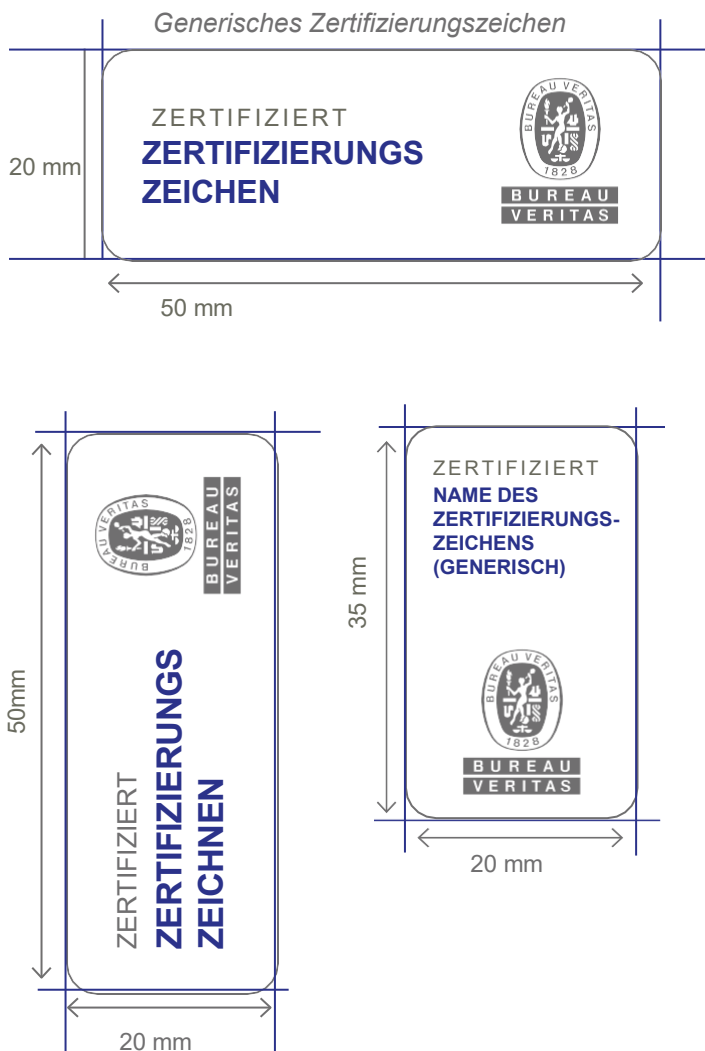 Generisches Zertifizierungszeichen
ZERTIFIZIERT
ZERTIFIZIERUNGS
ZEICHEN
BUREAU VERITAS
1828
BUREAU
VERITAS
20 mm
50 mm
BUREAU VERITAS
1828
BUREAU
VERITAS
ZERTIFIZIERT
ZERTIFIZIERUNGS
ZEICHNEN
50mm
20 mm
ZERTIFIZIERT
NAME DES
ZERTIFIZIERUNGS-
ZEICHENS
(GENERISCH)
BUREAU VERITAS
1828
BUREAU
VERITAS
35 mm
20 mm